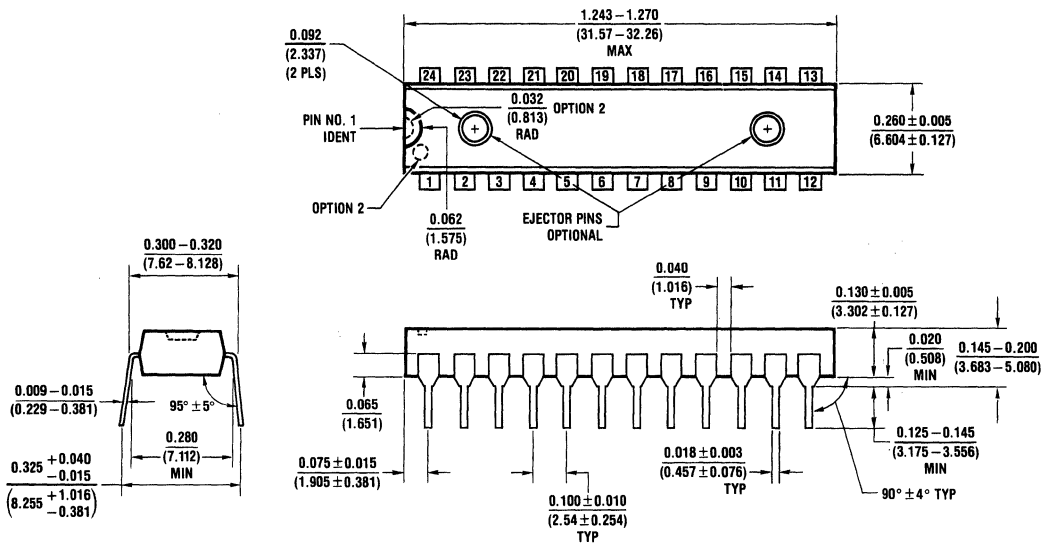 1.243 – 1.270
(31.57 – 32.26)
MAX
0.092
(2.337)
(2 PLS)
24 23 22 21 20 19 18 17 16 15 14 13
0.032
(0.813)
RAD
OPTION 2
PIN NO. 1
IDENT
0.260 ± 0.005
(6.604 ± 0.127)
1 2 3 4 5 6 7 8 9 10 11 12
OPTION 2
0.062
(1.575)
RAD
EJECTOR PINS
OPTIONAL
0.300 – 0.320
(7.62 – 8.128)
0.040
(1.016)
TYP
0.130 ± 0.005
(3.302 ± 0.127)
0.020
(0.508)
MIN
0.145 – 0.200
(3.683 – 5.080)
0.009 – 0.015
(0.229 – 0.381)
95° ± 5°
0.280
(7.112)
MIN
0.325 +0.040
−0.015
(8.255 +1.016
−0.381)
0.065
(1.651)
0.075 ± 0.015
(1.905 ± 0.381)
0.100 ± 0.010
(2.54 ± 0.254)
TYP
0.018 ± 0.003
(0.457 ± 0.076)
TYP
0.125 – 0.145
(3.175 – 3.556)
MIN
90° ± 4° TYP